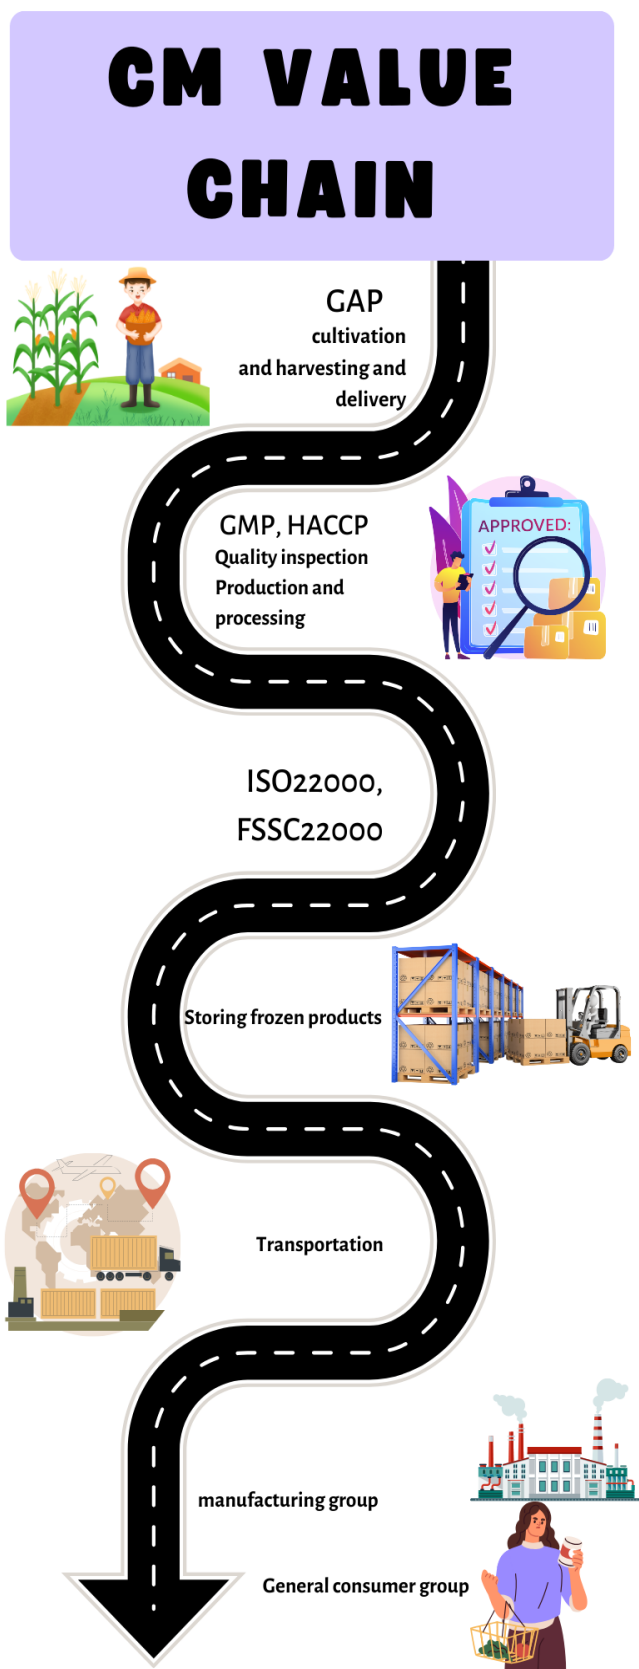 CM VALUE
CHAIN
GAP
cultivation
and harvesting and
delivery
GMP, HACCP
Quality inspection
Production and
processing
APPROVED:
ISO22000,
FSSC22000
Storing frozen products
Transportation
manufacturing group
General consumer group